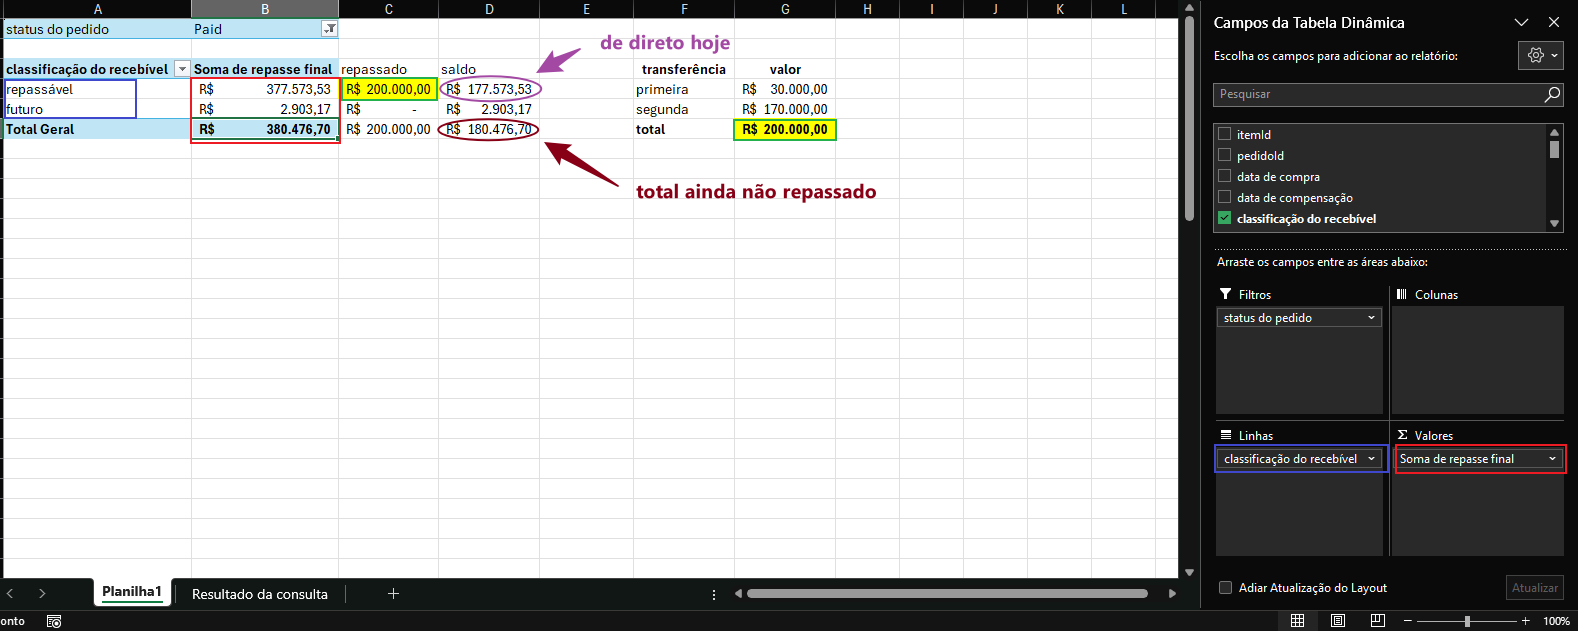 A B C D E F G H I J K L
status do pedido Paid
de direto hoje
classificação do recebível Soma de repasse final repassado saldo transferência valor
repassável R$ 377.573,53 R$ 200.000,00 R$ 177.573,53 primeira R$ 30.000,00
futuro R$ 2.903,17 R$ - R$ 2.903,17 segunda R$ 170.000,00
Total Geral R$ 380.476,70 R$ 200.000,00 R$ 180.476,70 total R$ 200.000,00
total ainda não repassado
Planilha1 Resultado da consulta
onto
100%
Campos da Tabela Dinâmica
Escolha os campos para adicionar ao relatório:
Pesquisar
itemId
pedidoId
data de compra
data de compensação
classificação do recebível
Arraste os campos entre as áreas abaixo:
Filtros
status do pedido
Colunas
Linhas
classificação do recebível
Valores
Soma de repasse final
Adiar Atualização do Layout
Atualizar